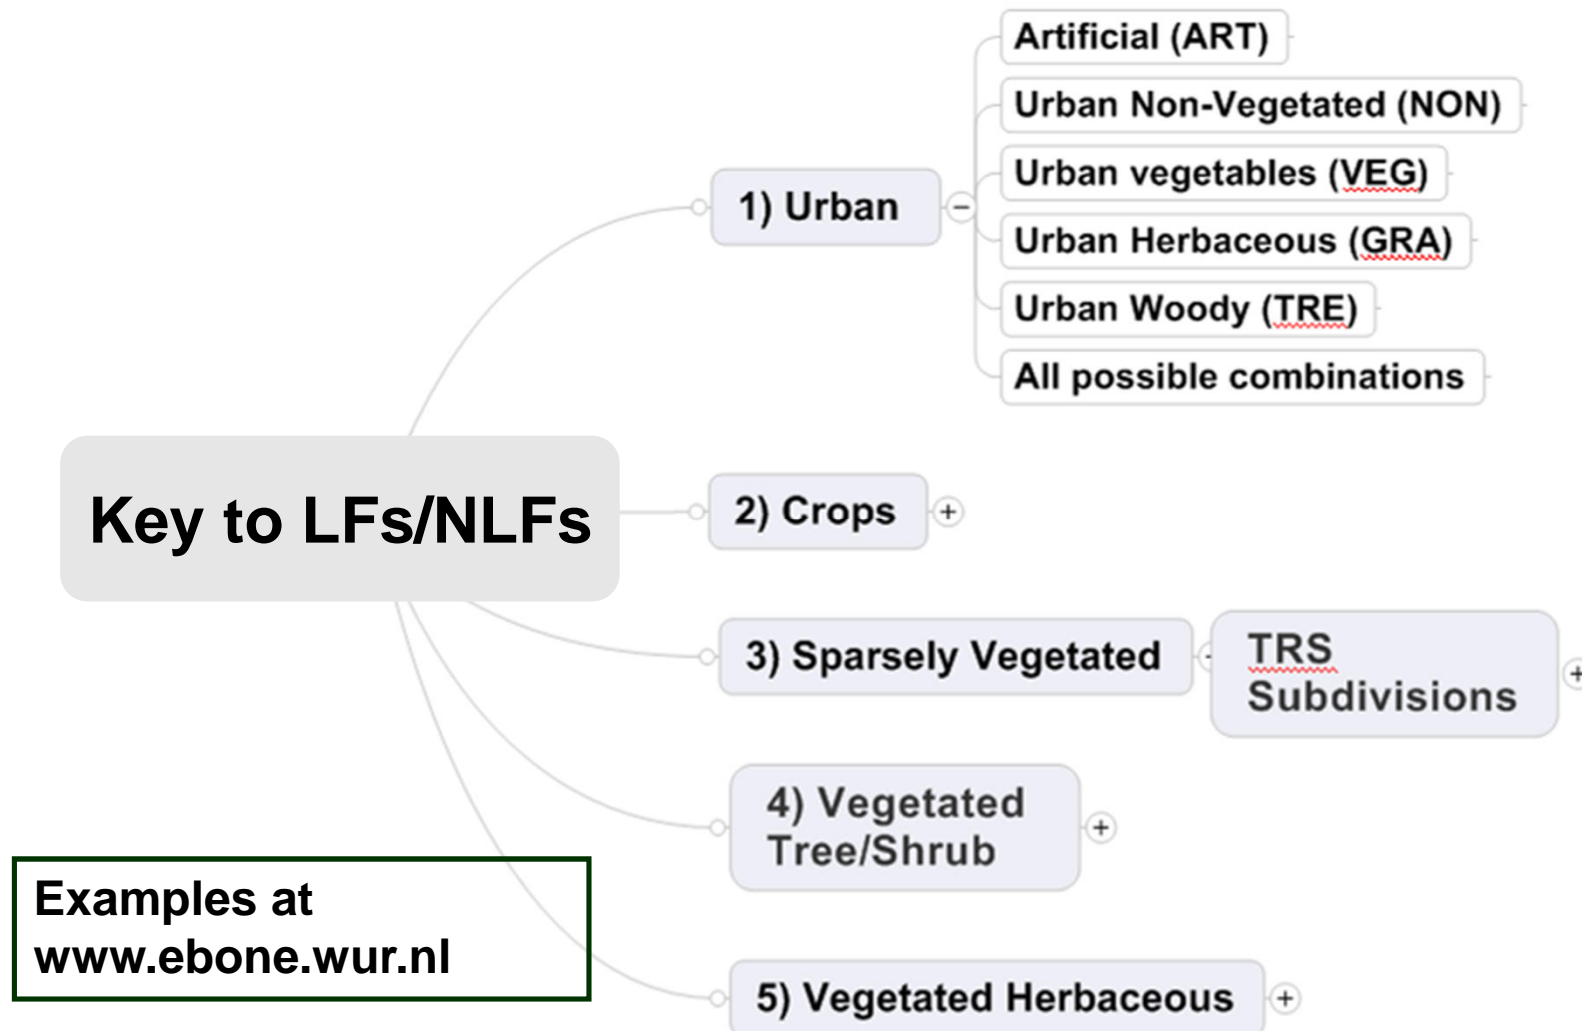 Artificial (ART)
Urban Non-Vegetated (NON)
Urban vegetables (VEG)
1) Urban
Urban Herbaceous (GRA)
Urban Woody (TRE)
All possible combinations
Key to LFs/NLFs
2) Crops
3) Sparsely Vegetated
TRS
Subdivisions
4) Vegetated
Tree/Shrub
Examples at
www.ebone.wur.nl
5) Vegetated Herbaceous